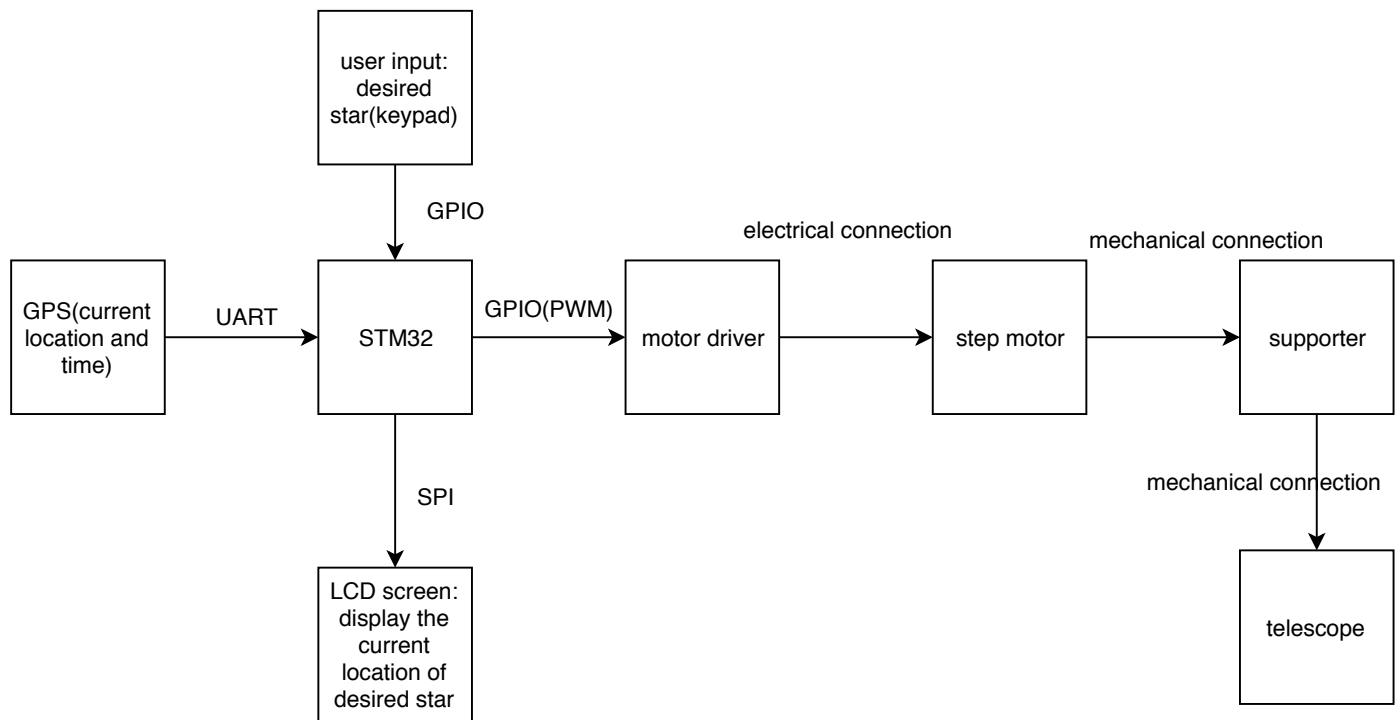 user input:
desired
star(keypad)
GPIO
electrical connection
mechanical connection
GPS(current
location and
time)
UART
STM32
GPIO(PWM)
motor driver
step motor
supporter
SPI
mechanical connection
LCD screen:
display the
current
location of
desired star
telescope